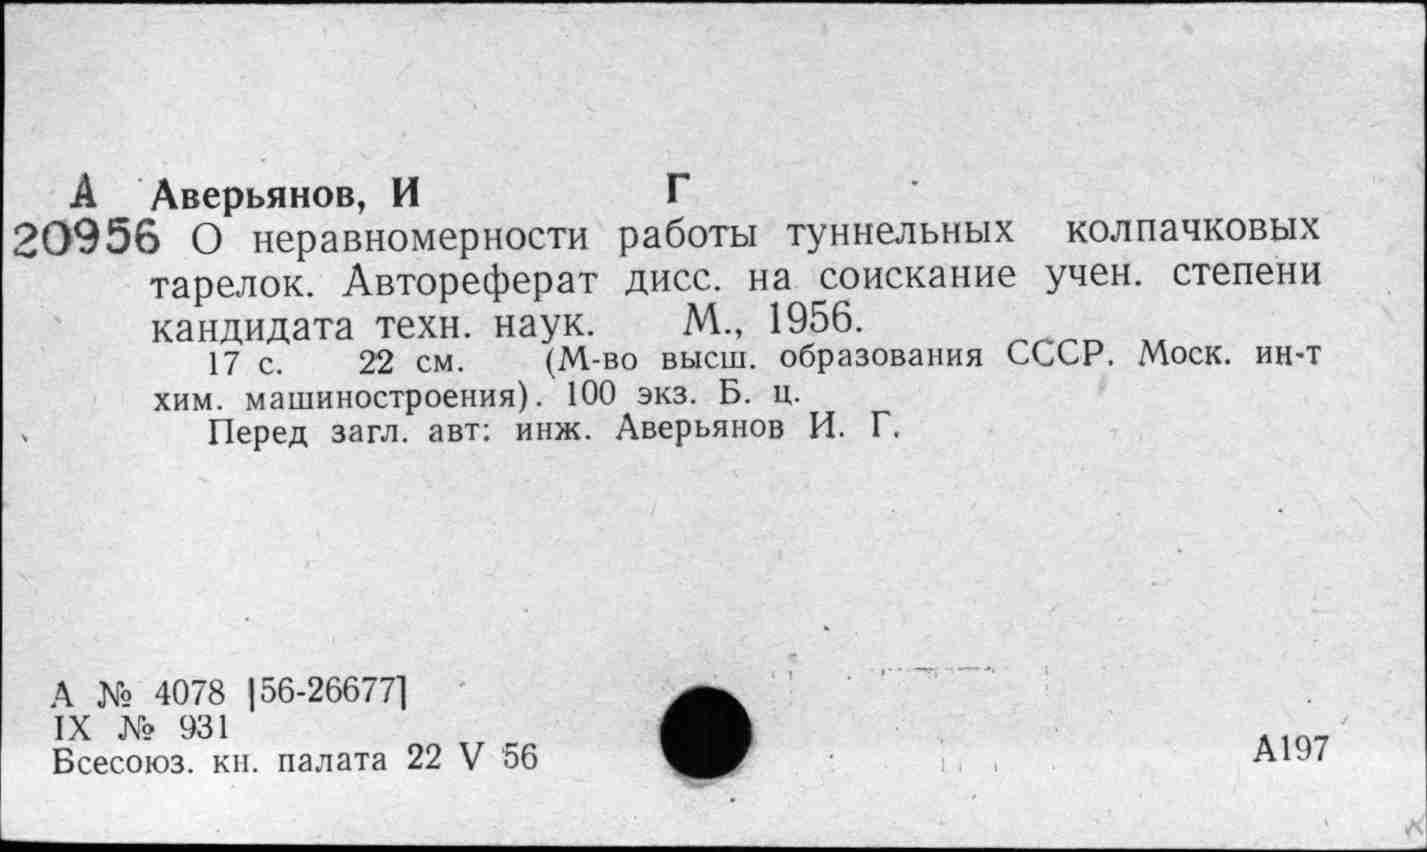 А Аверьянов, И Г
20956 О неравномерности работы туннельных колпачковых
тарелок. Автореферат дисс. на соискание учен. степени
кандидата техн. наук. М., 1956.
17 с. 22 см. (М-во высш. образования СССР. Моск. ин-т
хим. машиностроения). 100 экз. Б. ц.
Перед загл. авт: инж. Аверьянов И. Г.
А № 4078 [56-26677]
IX № 931
Всесоюз. кн. палата 22 V 56
А197